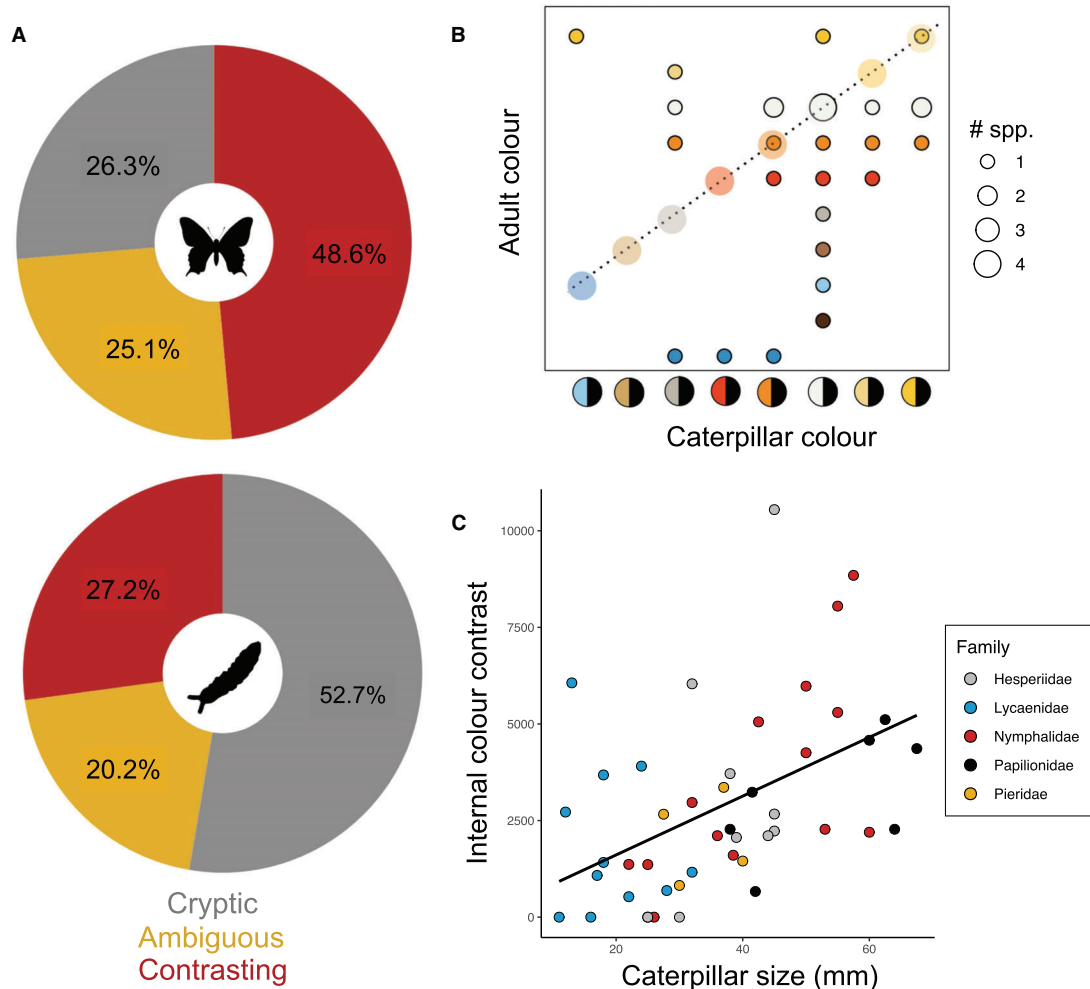 A
26.3%
48.6%
25.1%
27.2%
52.7%
20.2%
Cryptic
Ambiguous
Contrasting
B
Adult colour
Caterpillar colour
# spp.
1
2
3
4
C
Internal colour contrast
10000
7500
5000
2500
0
20
40
60
Caterpillar size (mm)
Family
Hesperiidae
Lycaenidae
Nymphalidae
Papilionidae
Pieridae